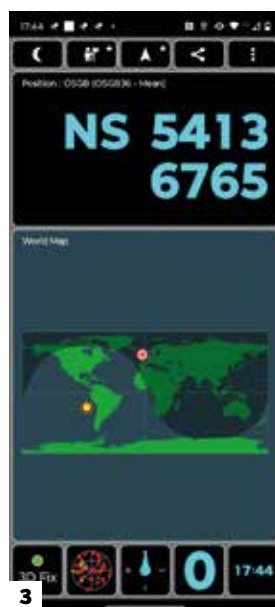 17:44
Position : OSGB (OSGB36 - Mean)
NS 5413
6765
World Map
3D Fix
0
17:44
3